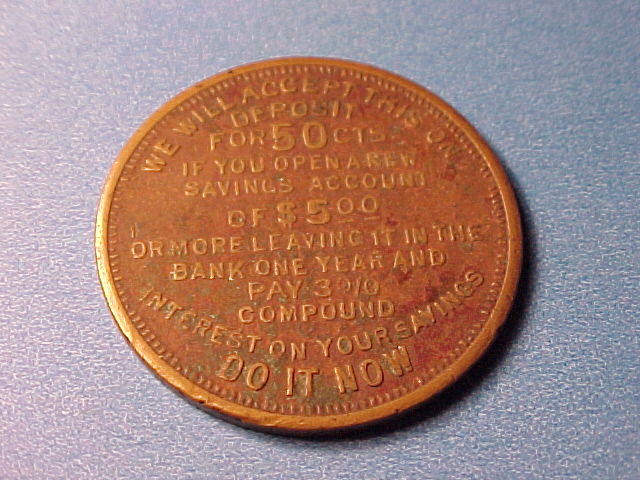 WE WILL ACCEPT THIS ON
DEPOSIT
FOR 50 CTS.
IF YOU OPEN A NEW
SAVINGS ACCOUNT
OF $5.00
OR MORE LEAVING IT IN THE
BANK ONE YEAR AND
PAY 3% 
COMPOUND
INTEREST ON YOUR SAVINGS
DO IT NOW